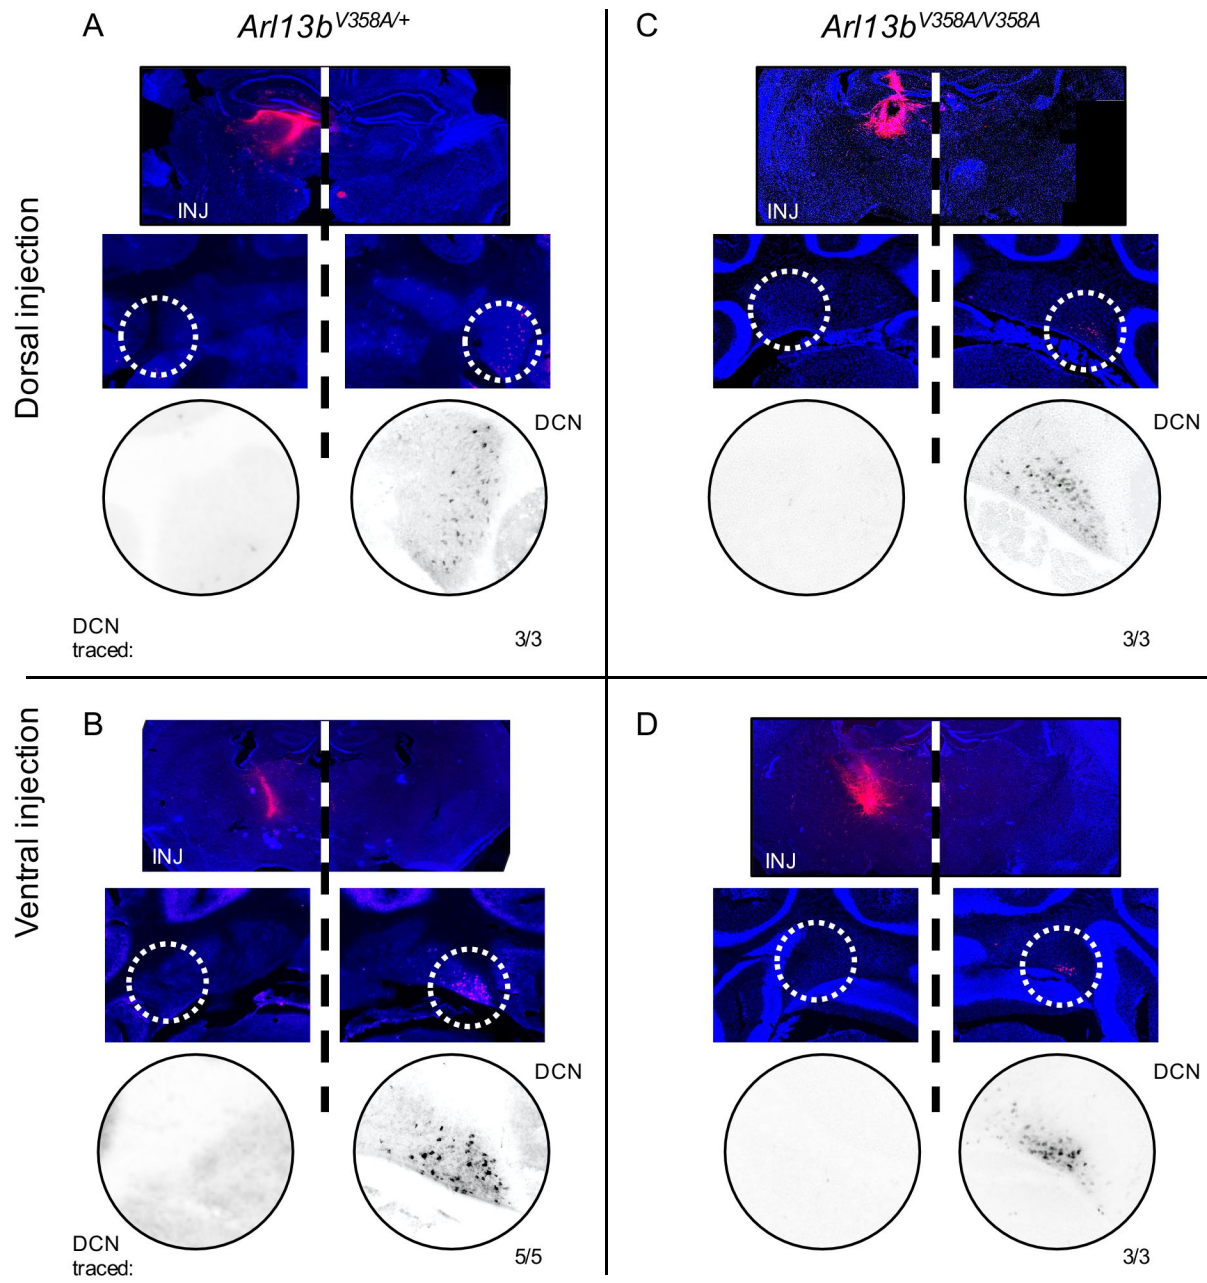 A
Arl13b^V358A/+
C
Arl13b^V358A/V358A
Dorsal injection
INJ
INJ
DCN
DCN
DCN
traced:
3/3
3/3
Ventral injection
B
D
INJ
INJ
DCN
DCN
DCN
traced:
5/5
3/3